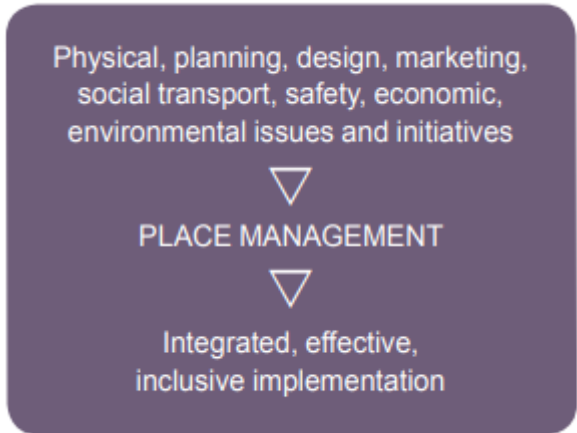 Physical, planning, design, marketing,
social transport, safety, economic,
environmental issues and initiatives
PLACE MANAGEMENT
Integrated, effective,
inclusive implementation